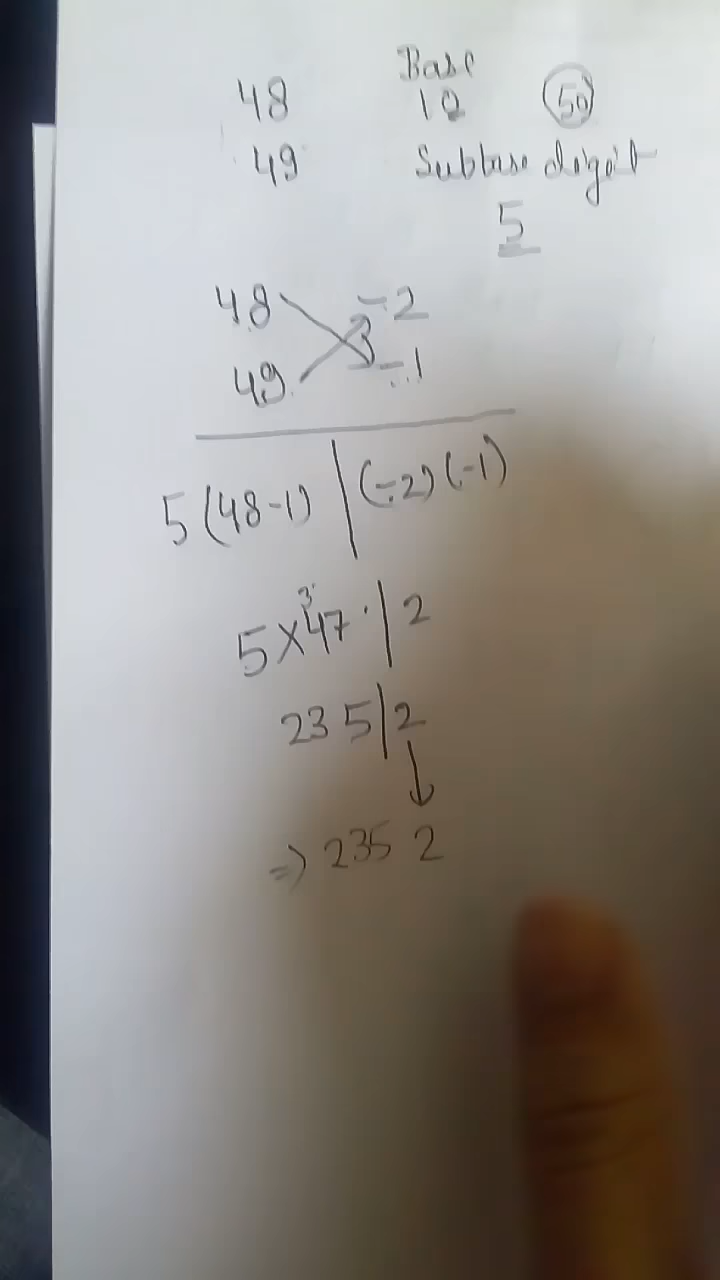 Base
48 10 50
49 Subbase digit
5
48 -2
49 -1
5(48-1) | (-2)(-1)
3
5×47 | 2
235 | 2
↓
=) 235 2